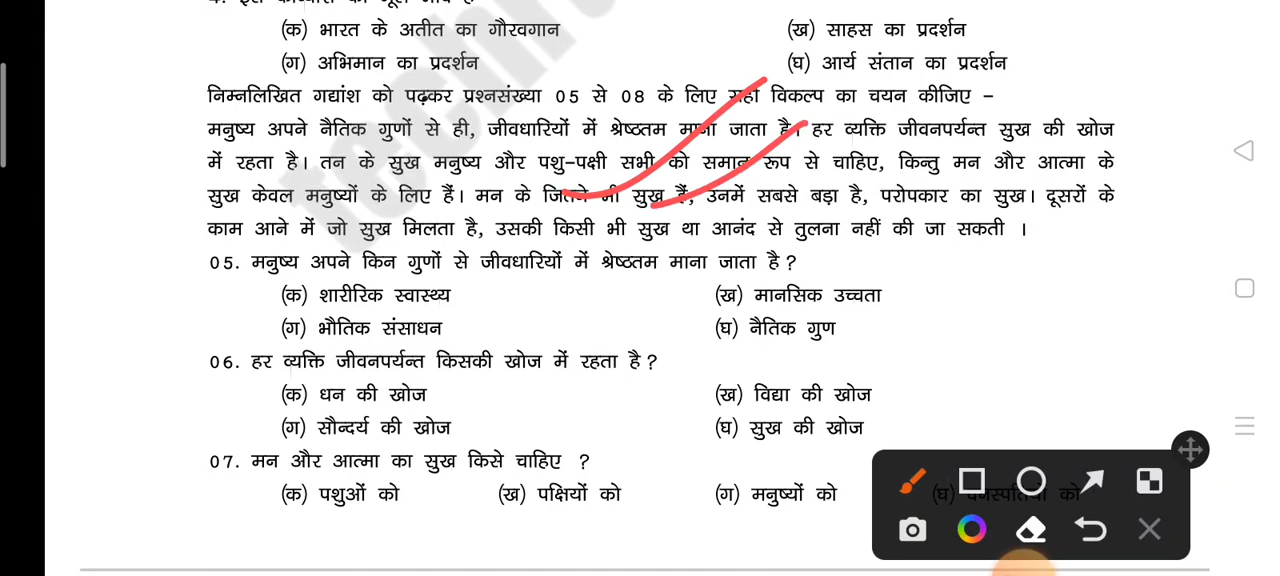 (क) भारत के अतीत का गौरवगान (ख) साहस का प्रदर्शन
(ग) अभिमान का प्रदर्शन (घ) आर्य संतान का प्रदर्शन
निम्नलिखित गद्यांश को पढ़कर प्रश्नसंख्या 05 से 08 के लिए सही विकल्प का चयन कीजिए –
मनुष्य अपने नैतिक गुणों से ही, जीवधारियों में श्रेष्ठतम माना जाता है। हर व्यक्ति जीवनपर्यन्त सुख की खोज
में रहता है। तन के सुख मनुष्य और पशु-पक्षी सभी को समान रूप से चाहिए, किन्तु मन और आत्मा के
सुख केवल मनुष्यों के लिए हैं। मन के जितने भी सुख हैं, उनमें सबसे बड़ा है, परोपकार का सुख। दूसरों के
काम आने में जो सुख मिलता है, उसकी किसी भी सुख था आनंद से तुलना नहीं की जा सकती ।
05. मनुष्य अपने किन गुणों से जीवधारियों में श्रेष्ठतम माना जाता है ?
(क) शारीरिक स्वास्थ्य (ख) मानसिक उच्चता
(ग) भौतिक संसाधन (घ) नैतिक गुण
06. हर व्यक्ति जीवनपर्यन्त किसकी खोज में रहता है ?
(क) धन की खोज (ख) विद्या की खोज
(ग) सौन्दर्य की खोज (घ) सुख की खोज
07. मन और आत्मा का सुख किसे चाहिए ?
(क) पशुओं को (ख) पक्षियों को (ग) मनुष्यों को (घ) वनस्पतियों को